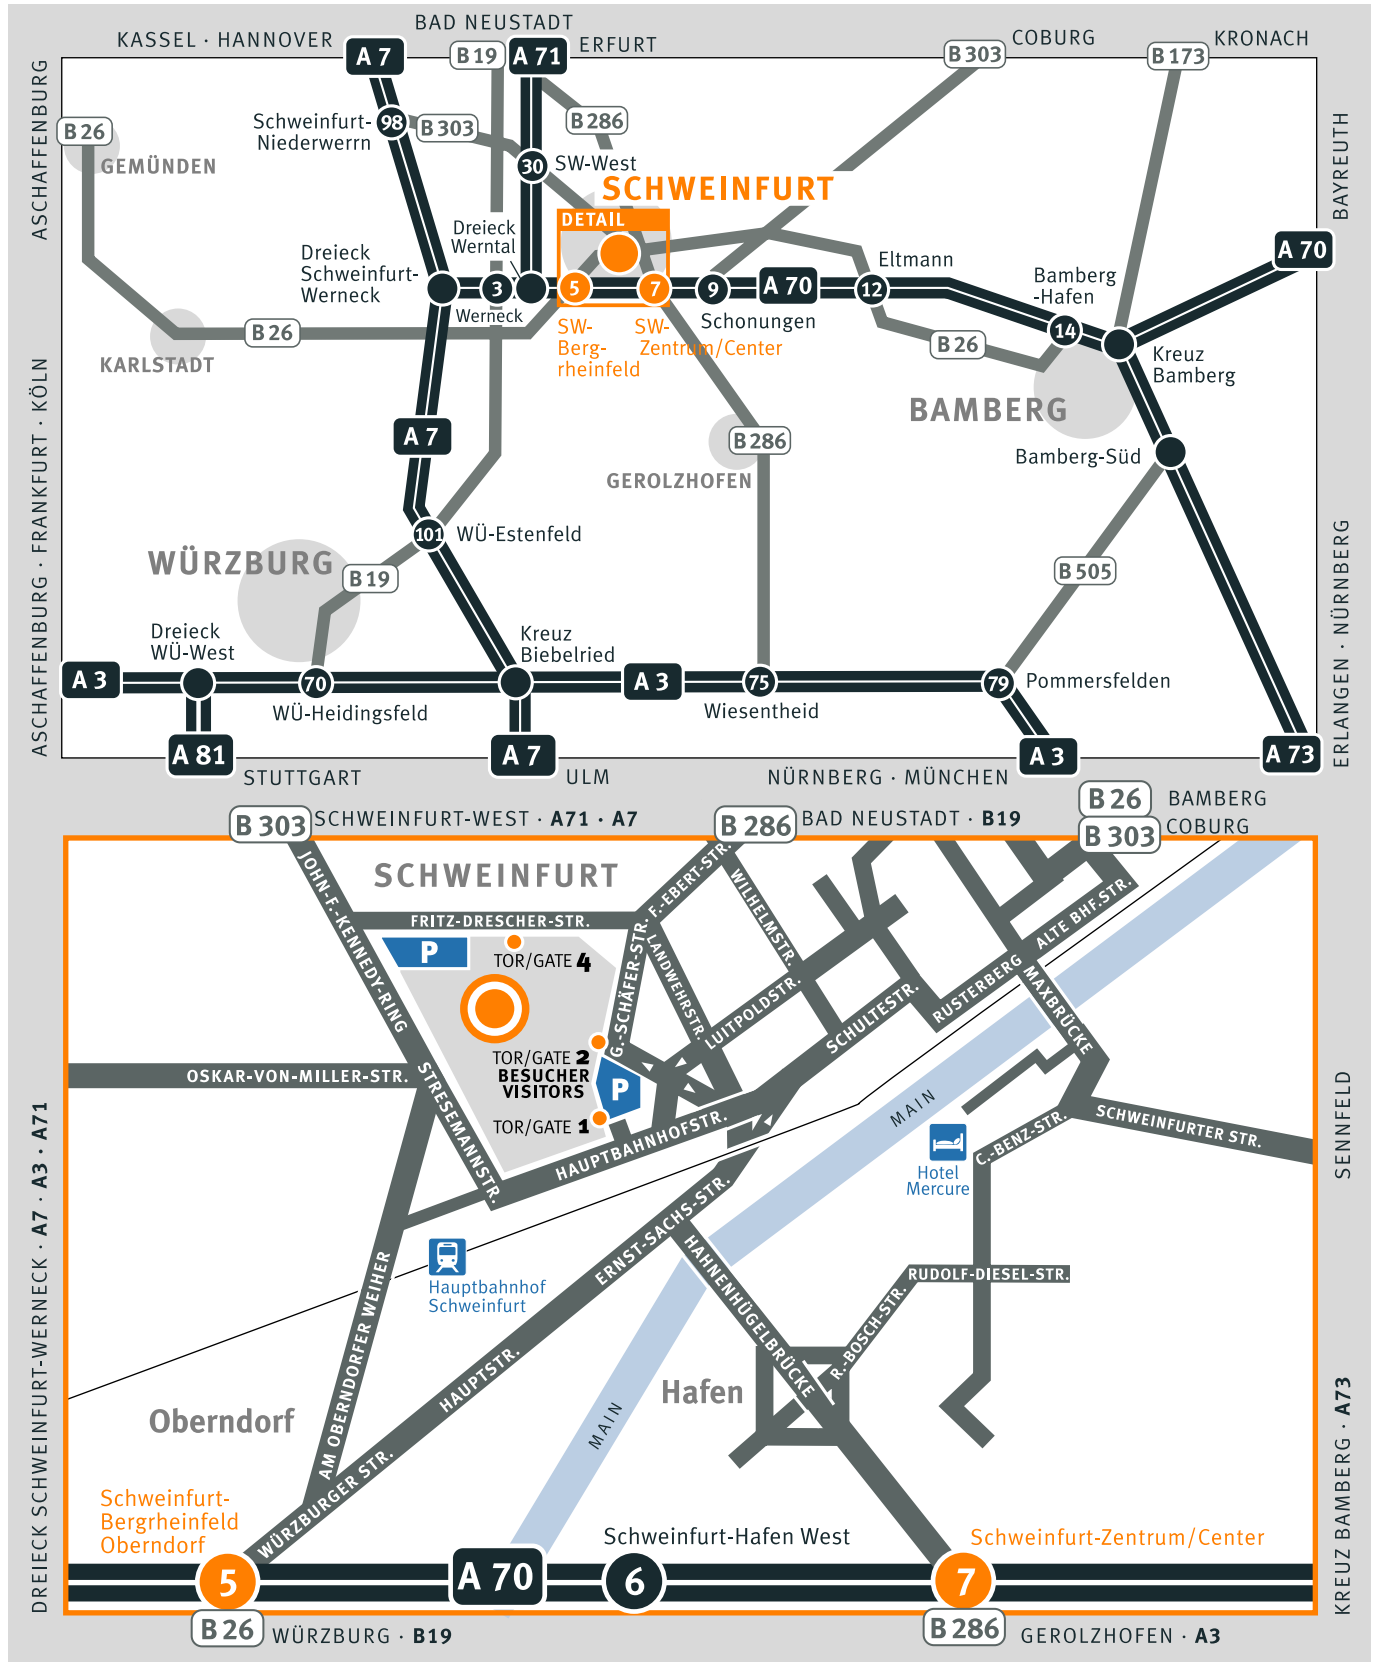 BAD NEUSTADT
KASSEL · HANNOVER
A 7
B 19
A 71
ERFURT
B 303
COBURG
B 173
KRONACH
ASCHAFFENBURG
B 26
GEMÜNDEN
Schweinfurt-
Niederwerrn
98
B 303
B 286
30
SW-West
SCHWEINFURT
BAYREUTH
DETAIL
Dreieck
Werntal
Dreieck
Schweinfurt-
Werneck
3
Werneck
5
7
9
A 70
12
Eltmann
Bamberg
-Hafen
A 70
14
Schonungen
SW-
Berg-
rheinfeld
SW-
Zentrum/Center
B 26
KARLSTADT
B 26
Kreuz
Bamberg
BAMBERG
ASCHAFFENBURG · FRANKFURT · KÖLN
A 7
B 286
GEROLZHOFEN
Bamberg-Süd
101
WÜ-Estenfeld
WÜRZBURG
B 19
B 505
ERLANGEN · NÜRNBERG
Dreieck
WÜ-West
Kreuz
Biebelried
A 3
70
WÜ-Heidingsfeld
A 3
75
Wiesentheid
79
Pommersfelden
A 81
STUTTGART
A 7
ULM
NÜRNBERG · MÜNCHEN
A 3
A 73
B 303
SCHWEINFURT-WEST · A71 · A7
B 286
BAD NEUSTADT · B19
B 26
BAMBERG
B 303
COBURG
SCHWEINFURT
JOHN-F.-KENNEDY-RING
FRITZ-DRESCHER-STR.
F.-EBERT-STR.
WILHELMSTR.
ALTE BHF.STR.
P
TOR/GATE 4
G.-SCHÄFER-STR.
LANDWEHRSTR.
LUITPOLDSTR.
SCHULTESTR.
RUSTERBERG
MAXBRÜCKE
TOR/GATE 2
BESUCHER
VISITORS
P
TOR/GATE 1
OSKAR-VON-MILLER-STR.
STRESEMANNSTR.
HAUPTBAHNHOFSTR.
MAIN
Hotel
Mercure
C.-BENZ-STR.
SCHWEINFURTER STR.
SENNFELD
DREIECK SCHWEINFURT-WERNECK · A7 · A3 · A71
Hauptbahnhof
Schweinfurt
ERNST-SACHS-STR.
HAHNENHÜGELBRÜCKE
RUDOLF-DIESEL-STR.
R.-BOSCH-STR.
AM OBERNDORFER WEIHER
HAUPTSTR.
Hafen
MAIN
Oberndorf
WÜRZBURGER STR.
KREUZ BAMBERG · A73
Schweinfurt-
Bergrheinfeld
Oberndorf
5
A 70
Schweinfurt-Hafen West
6
Schweinfurt-Zentrum/Center
7
B 26
WÜRZBURG · B19
B 286
GEROLZHOFEN · A3